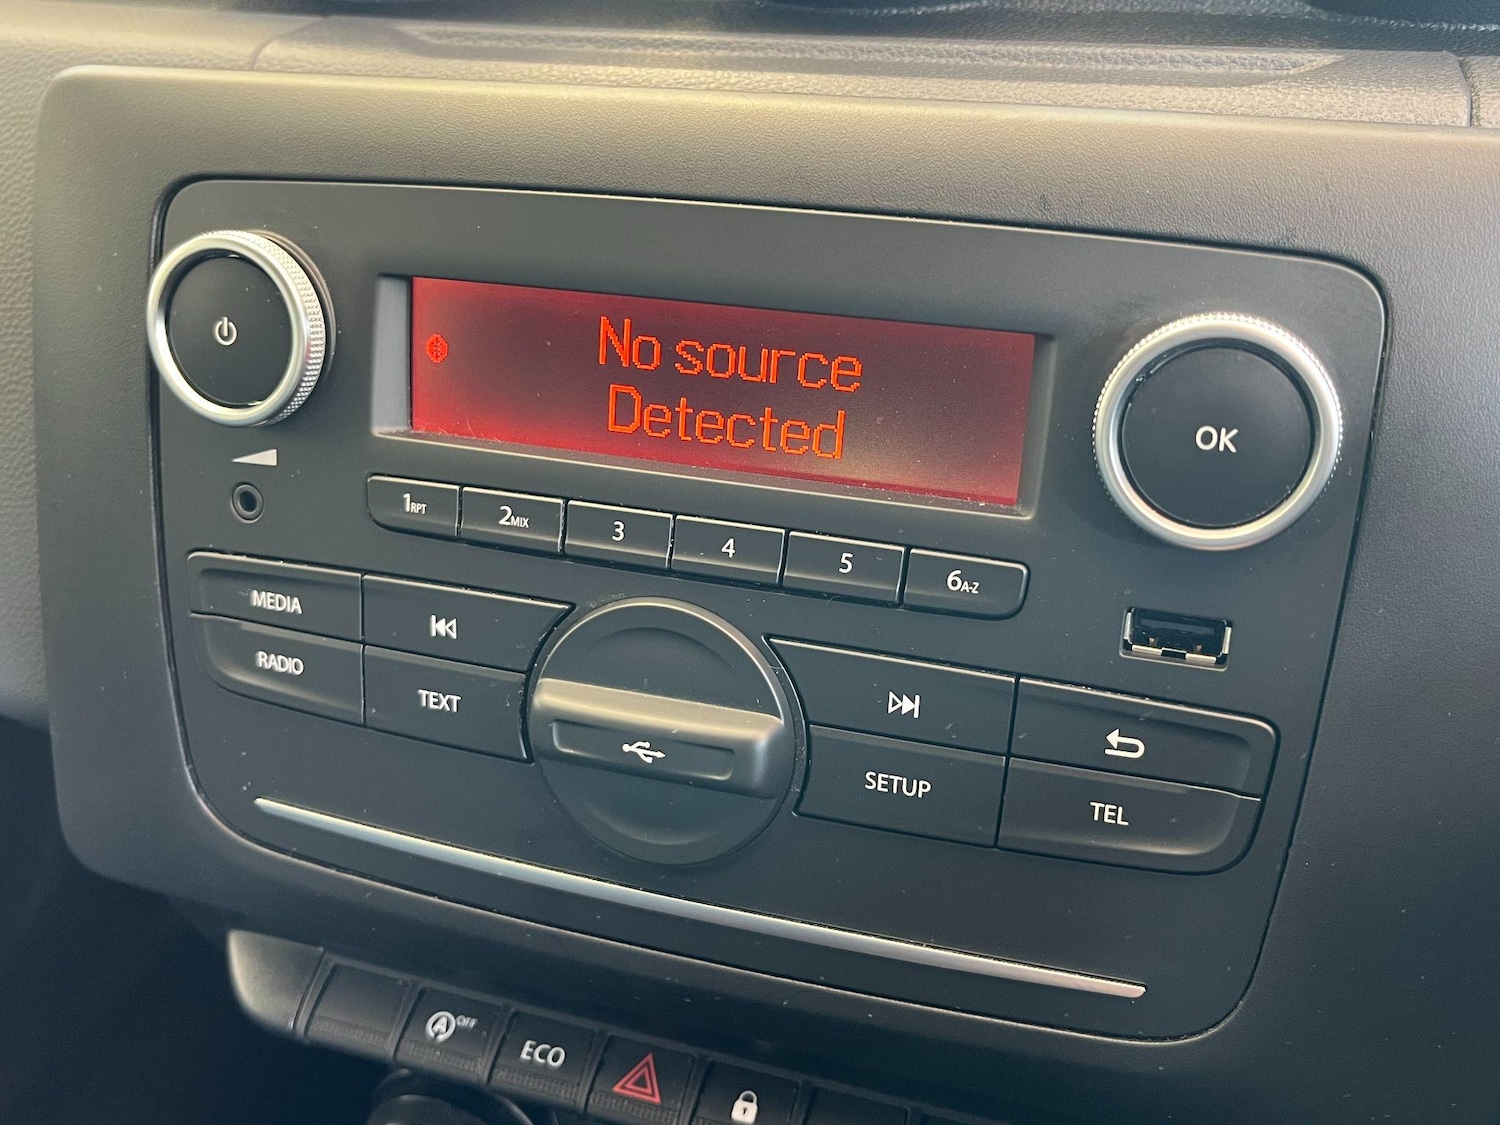 No source
Detected
OK
1RPT
2MIX
3
4
5
6A-Z
MEDIA
RADIO
TEXT
SETUP
TEL
A OFF
ECO